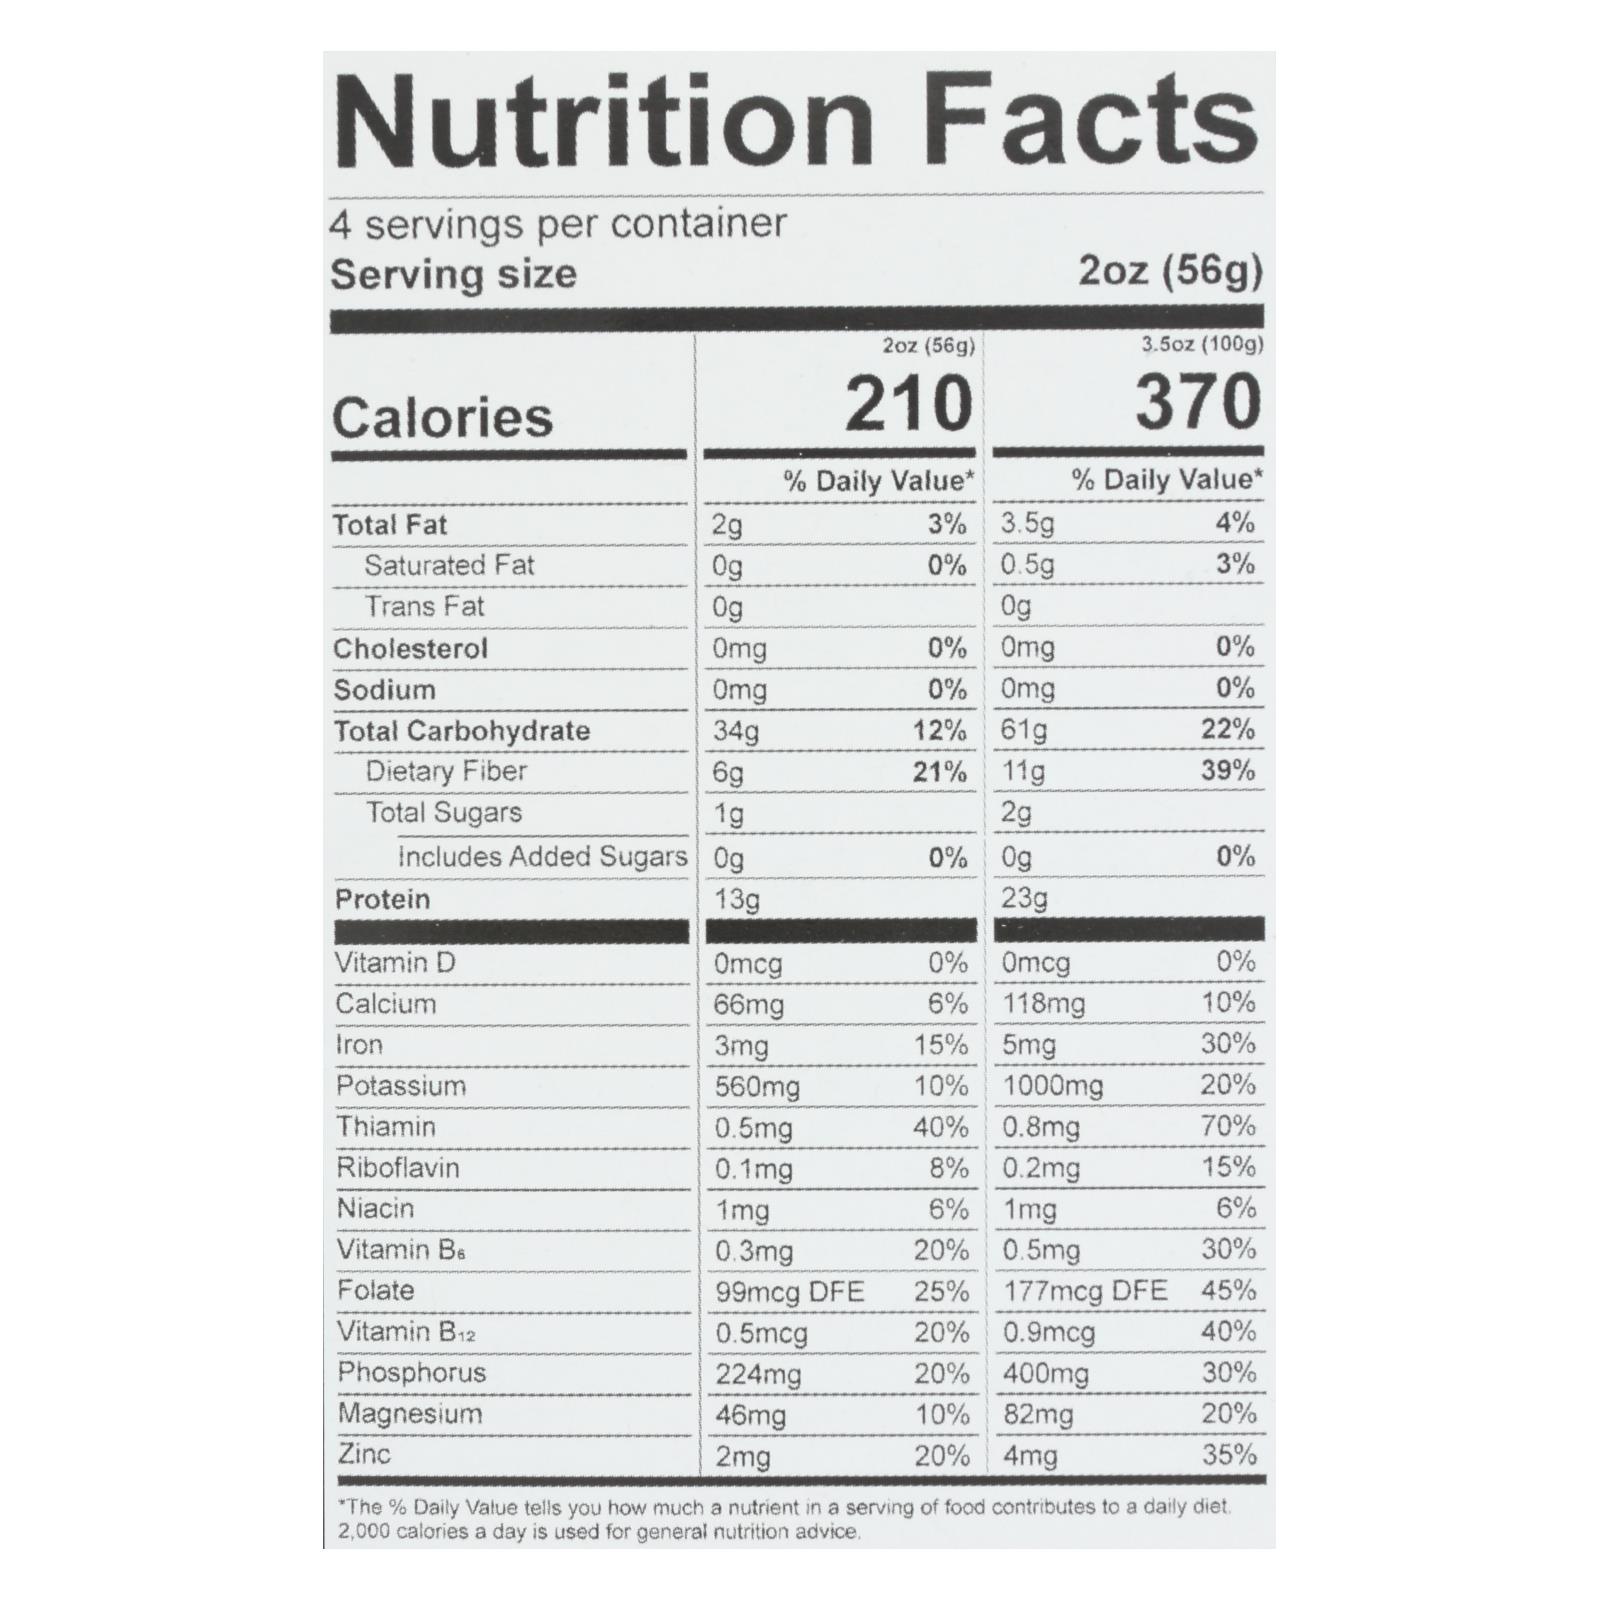 Nutrition Facts
4 servings per container
Serving size 2oz (56g)
2oz (56g) 3.5oz (100g)
Calories 210 370
% Daily Value* % Daily Value*
Total Fat 2g 3% 3.5g 4%
Saturated Fat 0g 0% 0.5g 3%
Trans Fat 0g 0g
Cholesterol 0mg 0% 0mg 0%
Sodium 0mg 0% 0mg 0%
Total Carbohydrate 34g 12% 61g 22%
Dietary Fiber 6g 21% 11g 39%
Total Sugars 1g 2g
Includes Added Sugars 0g 0% 0g 0%
Protein 13g 23g
Vitamin D 0mcg 0% 0mcg 0%
Calcium 66mg 6% 118mg 10%
Iron 3mg 15% 5mg 30%
Potassium 560mg 10% 1000mg 20%
Thiamin 0.5mg 40% 0.8mg 70%
Riboflavin 0.1mg 8% 0.2mg 15%
Niacin 1mg 6% 1mg 6%
Vitamin B₆ 0.3mg 20% 0.5mg 30%
Folate 99mcg DFE 25% 177mcg DFE 45%
Vitamin B₁₂ 0.5mcg 20% 0.9mcg 40%
Phosphorus 224mg 20% 400mg 30%
Magnesium 46mg 10% 82mg 20%
Zinc 2mg 20% 4mg 35%
*The % Daily Value tells you how much a nutrient in a serving of food contributes to a daily diet.
2,000 calories a day is used for general nutrition advice.